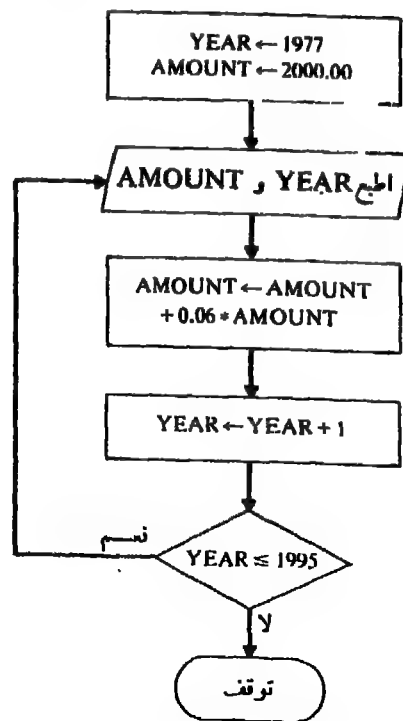 YEAR ← 1977
AMOUNT ← 2000.00
اطبع YEAR و AMOUNT
AMOUNT ← AMOUNT
+ 0.06 * AMOUNT
YEAR ← YEAR + 1
YEAR ≤ 1995
نعم
لا
توقف